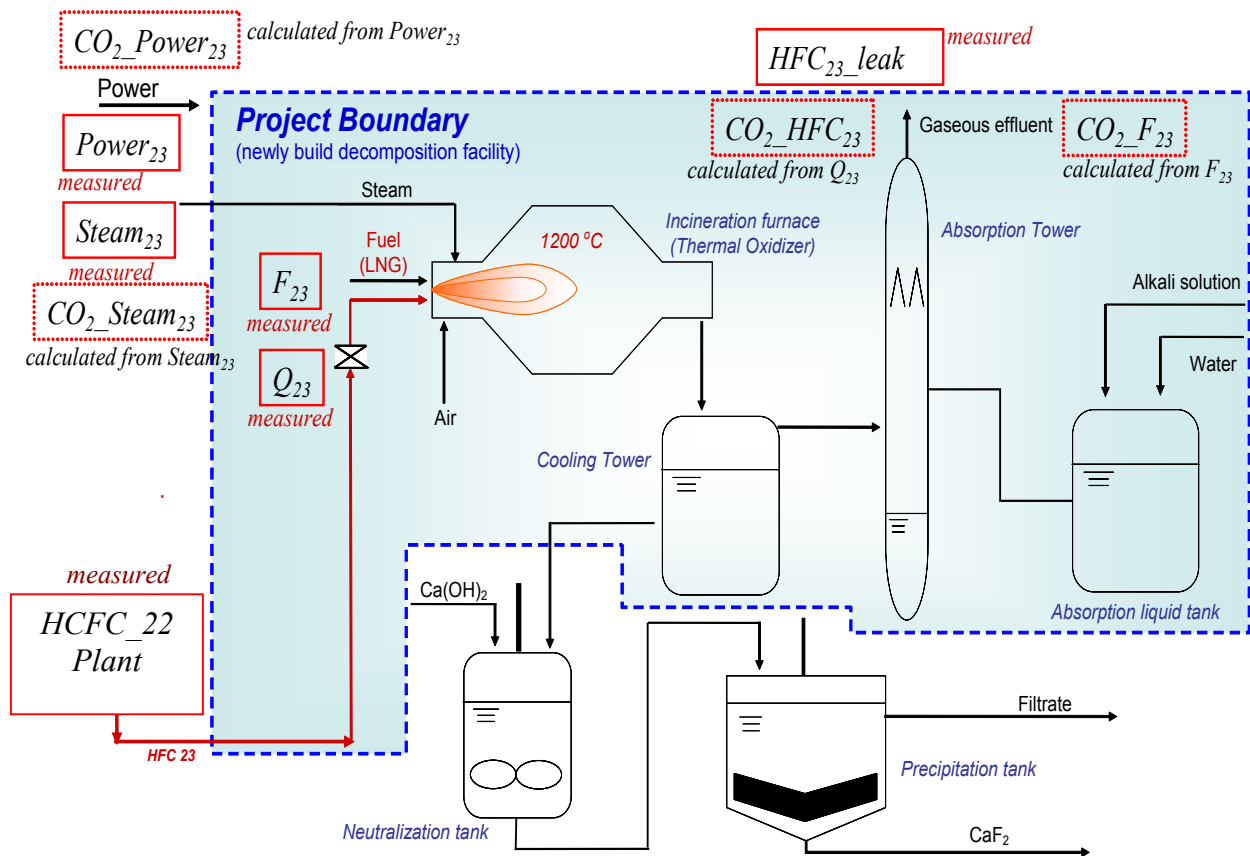 CO₂_Power₂₃ calculated from Power₂₃
HFC₂₃_leak measured
Power
Power₂₃
measured
Project Boundary
(newly build decomposition facility)
CO₂_HFC₂₃
calculated from Q₂₃
Gaseous effluent
CO₂_F₂₃
calculated from F₂₃
Steam
Steam₂₃
measured
CO₂_Steam₂₃
calculated from Steam₂₃
Fuel
(LNG)
F₂₃
measured
Q₂₃
measured
Air
1200 °C
Incineration furnace
(Thermal Oxidizer)
Absorption Tower
Alkali solution
Water
Cooling Tower
Absorption liquid tank
measured
HCFC_22
Plant
HFC 23
Ca(OH)₂
Neutralization tank
Filtrate
Precipitation tank
CaF₂